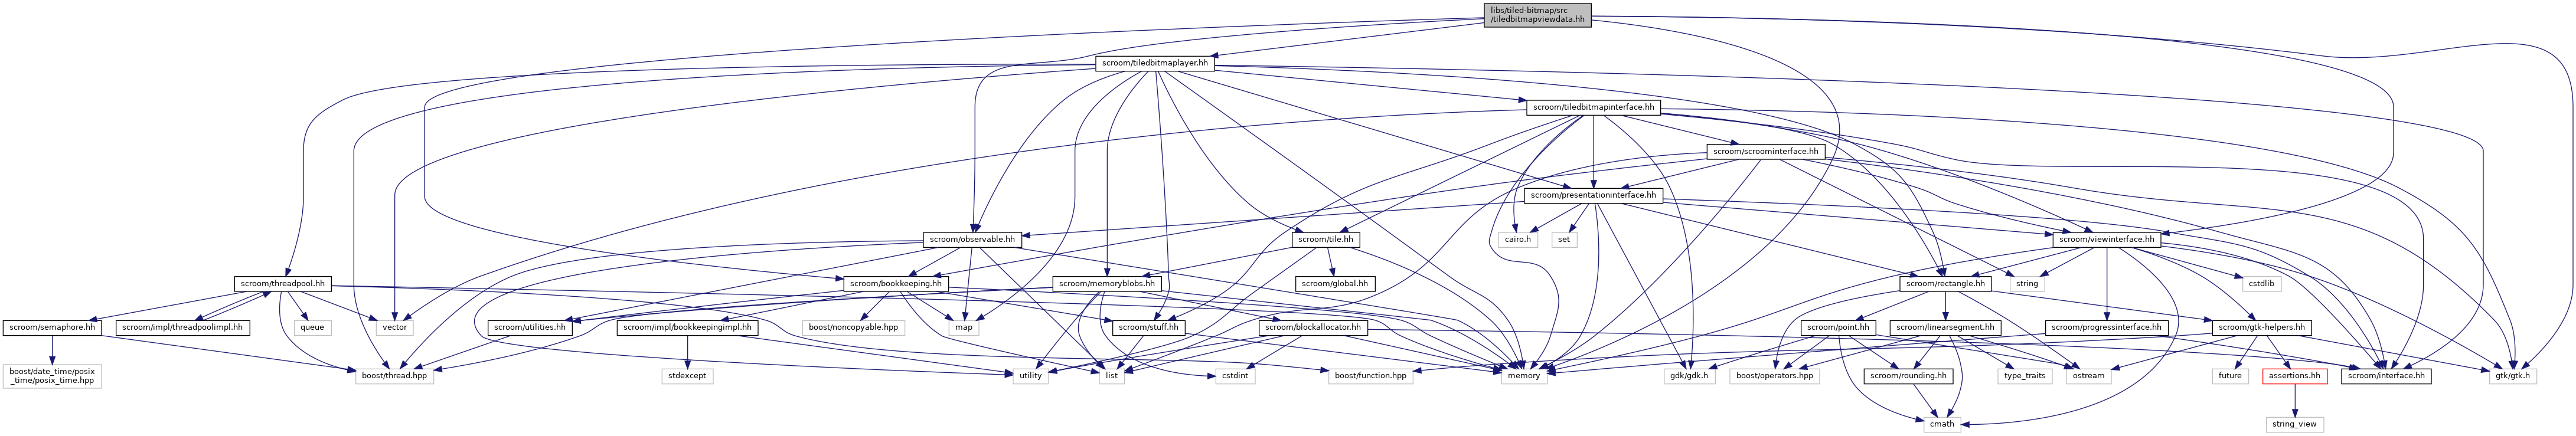 libs/tiled-bitmap/src
/tiledbitmapviewdata.hh
scroom/tiledbitmaplayer.hh
scroom/tiledbitmapinterface.hh
scroom/scroominterface.hh
scroom/presentationinterface.hh
scroom/observable.hh
scroom/tile.hh
cairo.h
set
scroom/viewinterface.hh
scroom/threadpool.hh
scroom/bookkeeping.hh
scroom/memoryblobs.hh
scroom/global.hh
scroom/rectangle.hh
string
cstdlib
scroom/semaphore.hh
scroom/impl/threadpoolimpl.hh
queue
vector
scroom/utilities.hh
scroom/impl/bookkeepingimpl.hh
boost/noncopyable.hpp
map
scroom/stuff.hh
scroom/blockallocator.hh
scroom/point.hh
scroom/linearsegment.hh
scroom/progressinterface.hh
scroom/gtk-helpers.hh
boost/date_time/posix
_time/posix_time.hpp
boost/thread.hpp
stdexcept
utility
list
cstdint
boost/function.hpp
memory
gdk/gdk.h
boost/operators.hpp
scroom/rounding.hh
type_traits
ostream
future
assertions.hh
scroom/interface.hh
gtk/gtk.h
cmath
string_view